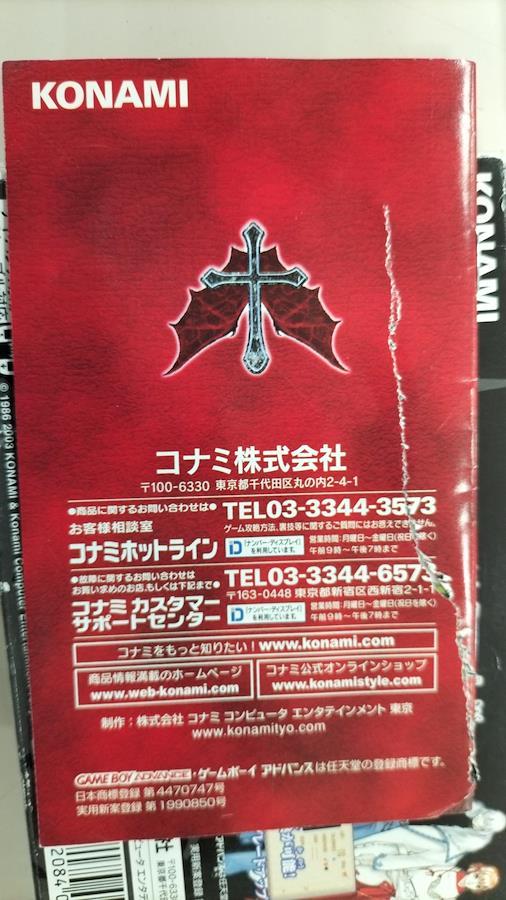 KONAMI
コナミ株式会社
〒100-6330 東京都千代田区丸の内2-4-1
●商品に関するお問い合わせは● TEL03-3344-3573
お客様相談室 ゲーム攻略方法、裏技等に関するご質問にはお答えできません。
コナミホットライン D [ナンバー・ディスプレイ]を利用しています。 営業時間:月曜日~金曜日(祝日を除く)
午前9時~午後7時まで
●故障に関するお問い合わせは
お買い求めのお店、もしくは下記まで● TEL03-3344-6573
〒163-0448 東京都新宿区西新宿2-1-1
コナミ カスタマー
サポートセンター D [ナンバー・ディスプレイ]を利用しています。 営業時間:月曜日~金曜日(祝日を除く)
午前9時~午後7時まで
コナミをもっと知りたい! www.konami.com
商品情報満載のホームページ
www.web-konami.com
コナミ公式オンラインショップ
www.konamistyle.com
制作:株式会社 コナミ コンピュータ エンタテインメント 東京
www.konamityo.com
GAME BOY ADVANCE・ゲームボーイ アドバンスは任天堂の登録商標です。
日本商標登録 第4470747号
実用新案登録 第1990850号
KONAMI
© 1986 2003 KONAMI & Konami Computer Entertainmen